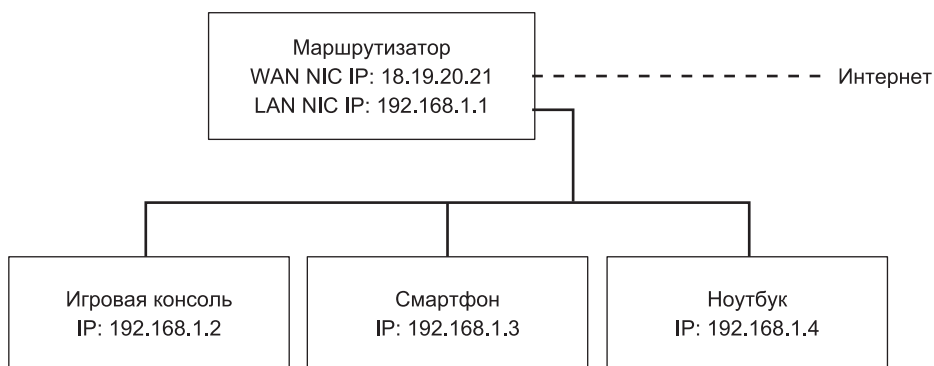 Маршрутизатор
WAN NIC IP: 18.19.20.21
LAN NIC IP: 192.168.1.1
Интернет
Игровая консоль
IP: 192.168.1.2
Смартфон
IP: 192.168.1.3
Ноутбук
IP: 192.168.1.4